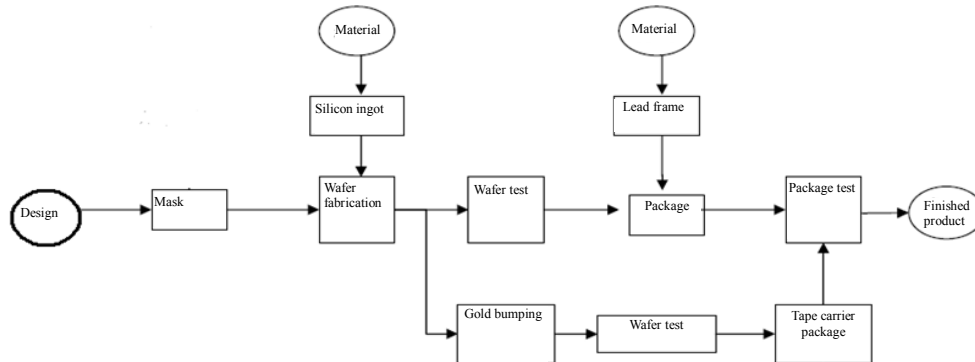 Material
Material
Silicon ingot
Lead frame
Design
Mask
Wafer
fabrication
Wafer test
Package
Package test
Finished
product
Gold bumping
Wafer test
Tape carrier
package